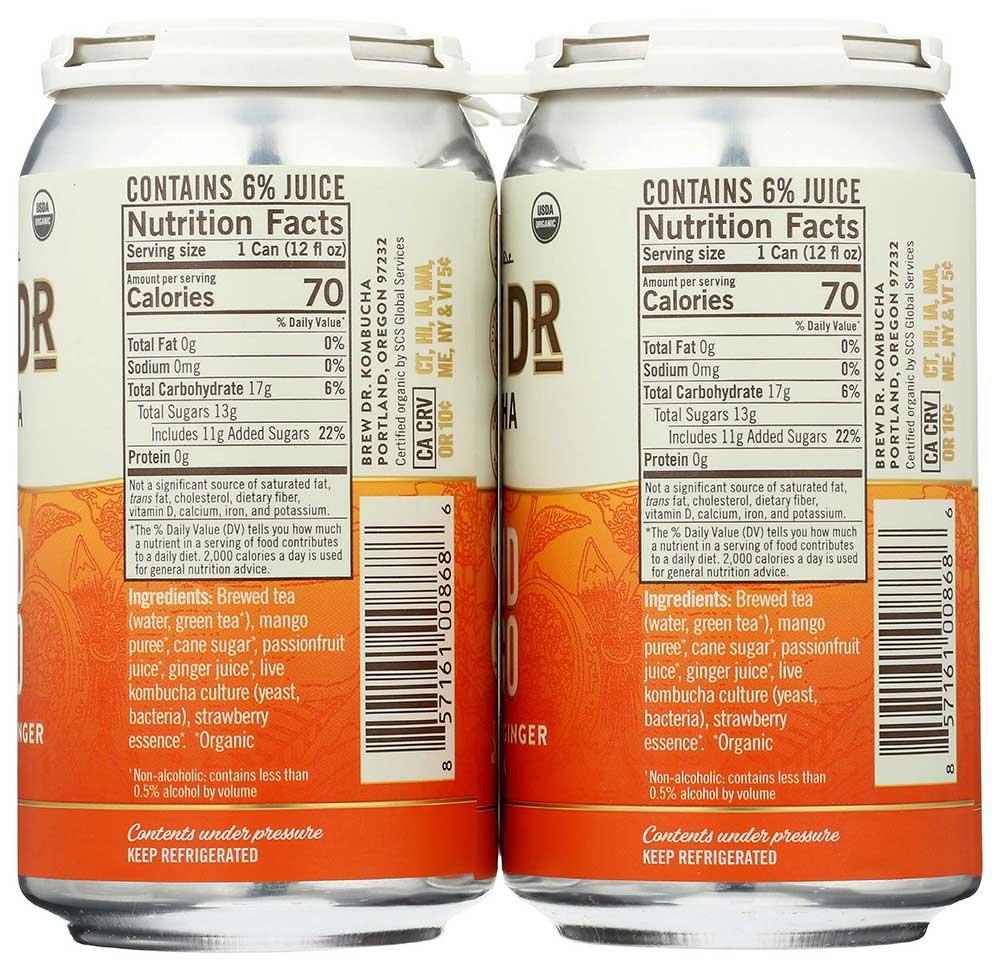 USDA
ORGANIC
DR
A
D
O
NGER
CONTAINS 6% JUICE
Nutrition Facts
Serving size 1 Can (12 fl oz)
Amount per serving
Calories 70
% Daily Value*
Total Fat 0g 0%
Sodium 0mg 0%
Total Carbohydrate 17g 6%
Total Sugars 13g
Includes 11g Added Sugars 22%
Protein 0g
Not a significant source of saturated fat,
trans fat, cholesterol, dietary fiber,
vitamin D, calcium, iron, and potassium.
*The % Daily Value (DV) tells you how much
a nutrient in a serving of food contributes
to a daily diet. 2,000 calories a day is used
for general nutrition advice.
Ingredients: Brewed tea
(water, green tea*), mango
puree*, cane sugar*, passionfruit
juice*, ginger juice*, live
kombucha culture (yeast,
bacteria), strawberry
essence*. *Organic
†Non-alcoholic: contains less than
0.5% alcohol by volume
Contents under pressure
KEEP REFRIGERATED
BREW DR. KOMBUCHA
PORTLAND, OREGON 97232
Certified organic by SCS Global Services
CA CRV CT, HI, IA, MA,
OR 10¢ ME, NY & VT 5¢
8 57161 00868 6
USDA
ORGANIC
DR
HA
D
O
GINGER
CONTAINS 6% JUICE
Nutrition Facts
Serving size 1 Can (12 fl oz)
Amount per serving
Calories 70
% Daily Value*
Total Fat 0g 0%
Sodium 0mg 0%
Total Carbohydrate 17g 6%
Total Sugars 13g
Includes 11g Added Sugars 22%
Protein 0g
Not a significant source of saturated fat,
trans fat, cholesterol, dietary fiber,
vitamin D, calcium, iron, and potassium.
*The % Daily Value (DV) tells you how much
a nutrient in a serving of food contributes
to a daily diet. 2,000 calories a day is used
for general nutrition advice.
Ingredients: Brewed tea
(water, green tea*), mango
puree*, cane sugar*, passionfruit
juice*, ginger juice*, live
kombucha culture (yeast,
bacteria), strawberry
essence*. *Organic
†Non-alcoholic: contains less than
0.5% alcohol by volume
Contents under pressure
KEEP REFRIGERATED
BREW DR. KOMBUCHA
PORTLAND, OREGON 97232
Certified organic by SCS Global Services
CA CRV CT, HI, IA, MA,
OR 10¢ ME, NY & VT 5¢
8 57161 00868 6